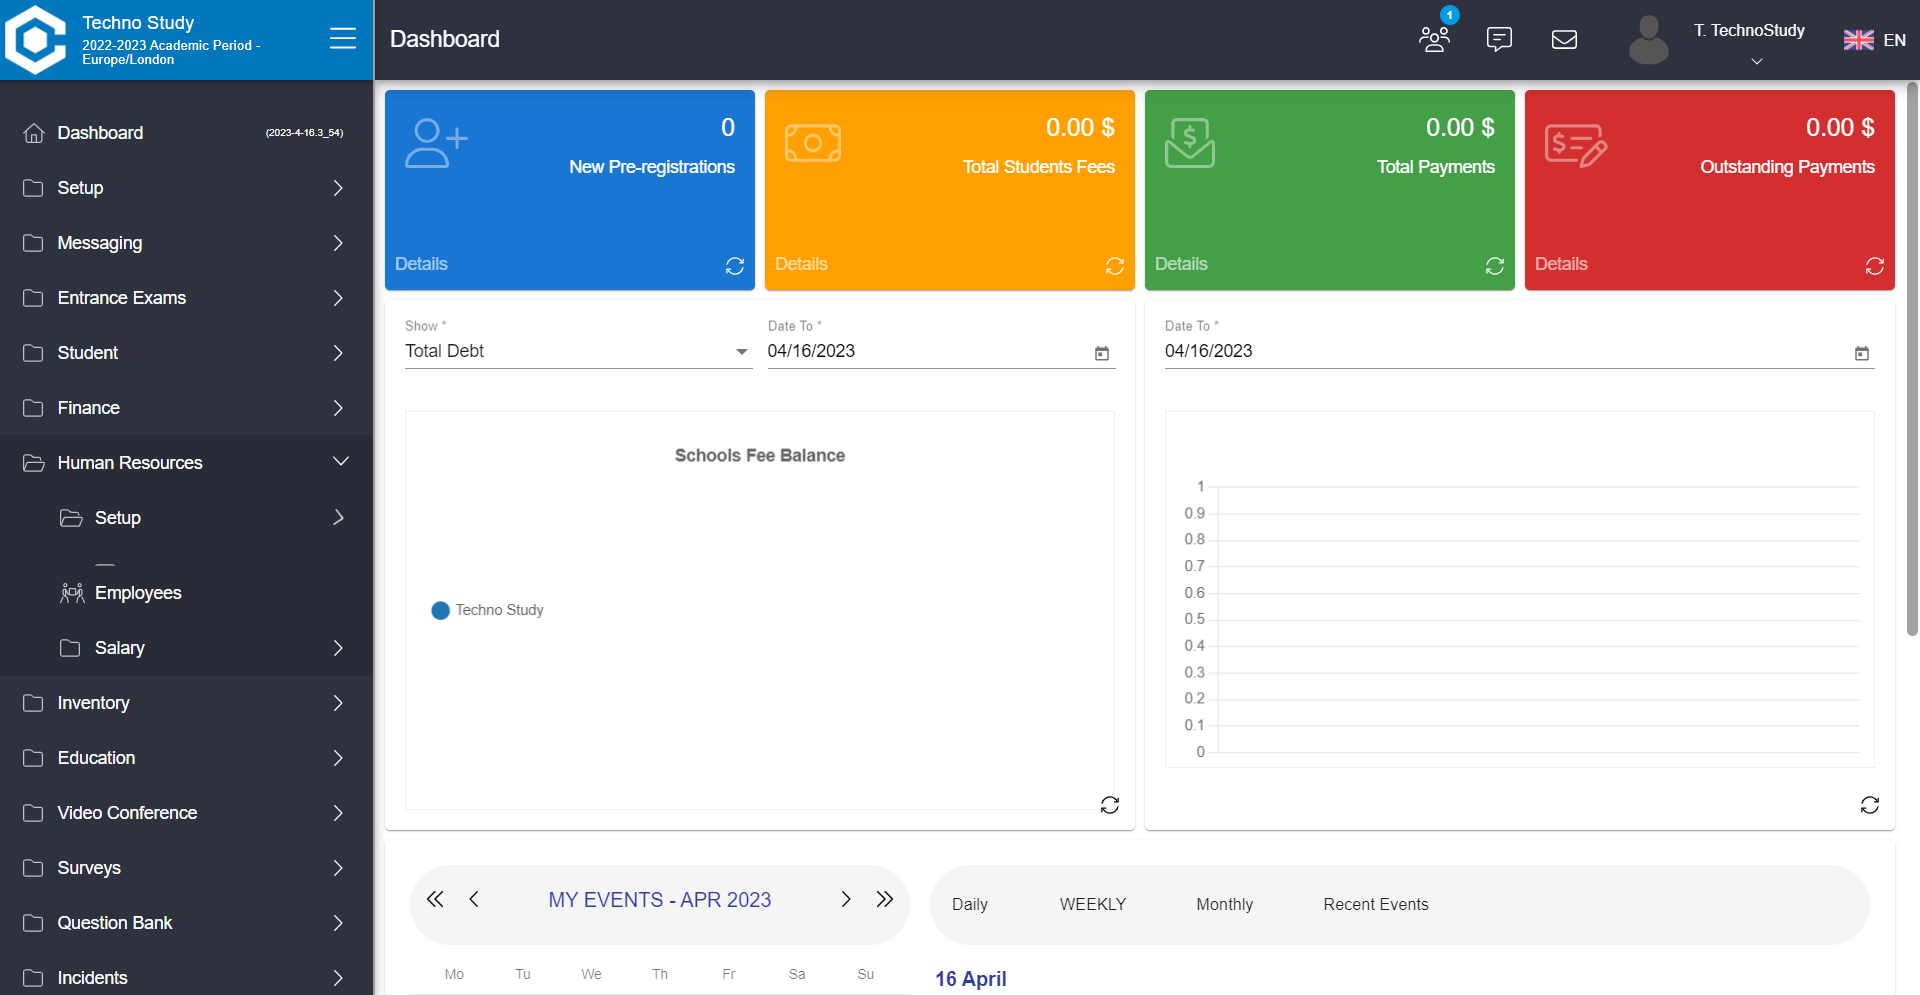 Techno Study
2022-2023 Academic Period -
Europe/London
Dashboard
1
T. TechnoStudy
EN
Dashboard
(2023-4-16.3_54)
Setup
Messaging
Entrance Exams
Student
Finance
Human Resources
Setup
Employees
Salary
Inventory
Education
Video Conference
Surveys
Question Bank
Incidents
0
New Pre-registrations
Details
0.00 $
Total Students Fees
Details
0.00 $
Total Payments
Details
0.00 $
Outstanding Payments
Details
Show *
Total Debt
Date To *
04/16/2023
Schools Fee Balance
Techno Study
Date To *
04/16/2023
1
0.9
0.8
0.7
0.6
0.5
0.4
0.3
0.2
0.1
0
MY EVENTS - APR 2023
Mo Tu We Th Fr Sa Su
Daily WEEKLY Monthly Recent Events
16 April